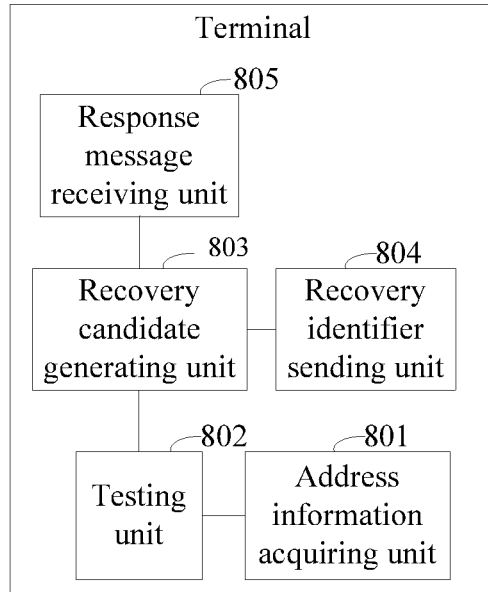 Terminal
805
Response
message
receiving unit
803
Recovery
candidate
generating unit
804
Recovery
identifier
sending unit
802
Testing
unit
801
Address
information
acquiring unit